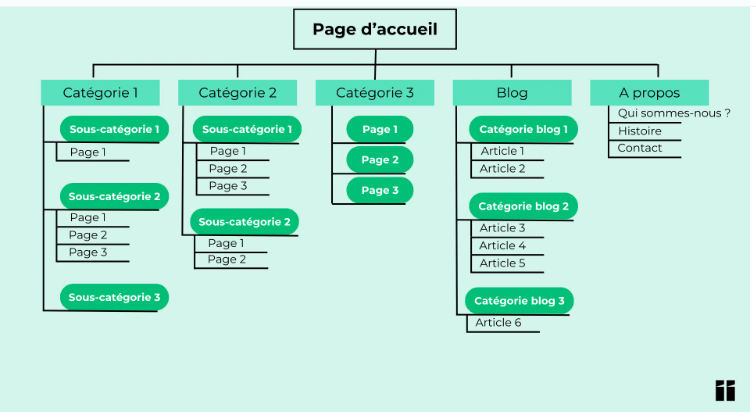 Page d’accueil
Catégorie 1
Sous-catégorie 1
Page 1
Sous-catégorie 2
Page 1
Page 2
Page 3
Sous-catégorie 3
Catégorie 2
Sous-catégorie 1
Page 1
Page 2
Page 3
Sous-catégorie 2
Page 1
Page 2
Catégorie 3
Page 1
Page 2
Page 3
Blog
Catégorie blog 1
Article 1
Article 2
Catégorie blog 2
Article 3
Article 4
Article 5
Catégorie blog 3
Article 6
A propos
Qui sommes-nous ?
Histoire
Contact